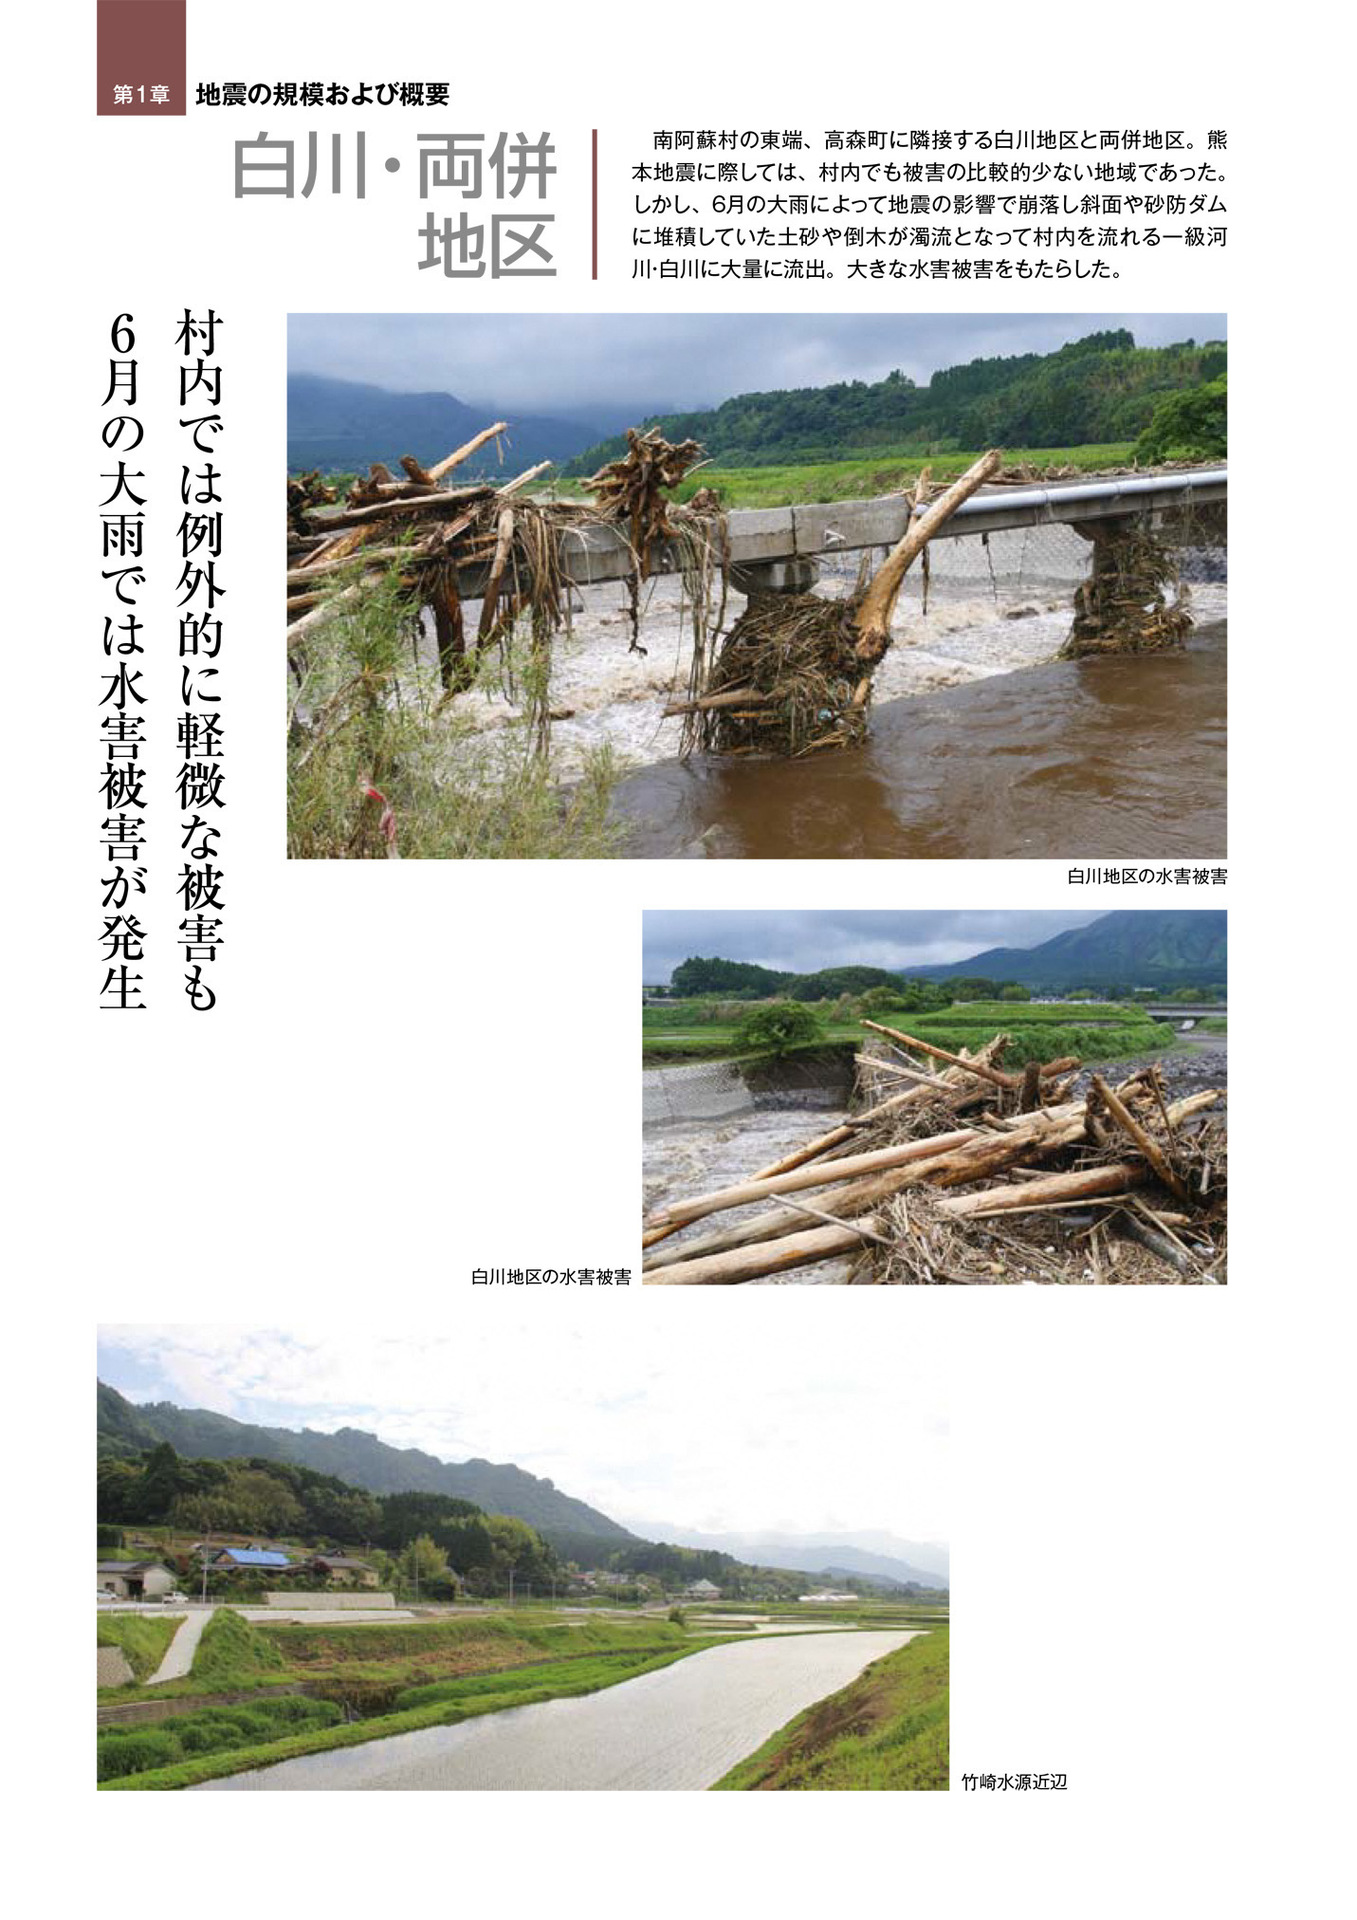 第1章 地震の規模および概要
白川・両併
地区
南阿蘇村の東端、高森町に隣接する白川地区と両併地区。熊
本地震に際しては、村内でも被害の比較的少ない地域であった。
しかし、6月の大雨によって地震の影響で崩落し斜面や砂防ダム
に堆積していた土砂や倒木が濁流となって村内を流れる一級河
川・白川に大量に流出。大きな水害被害をもたらした。
村内では例外的に軽微な被害も
6月の大雨では水害被害が発生
白川地区の水害被害
白川地区の水害被害
竹崎水源近辺